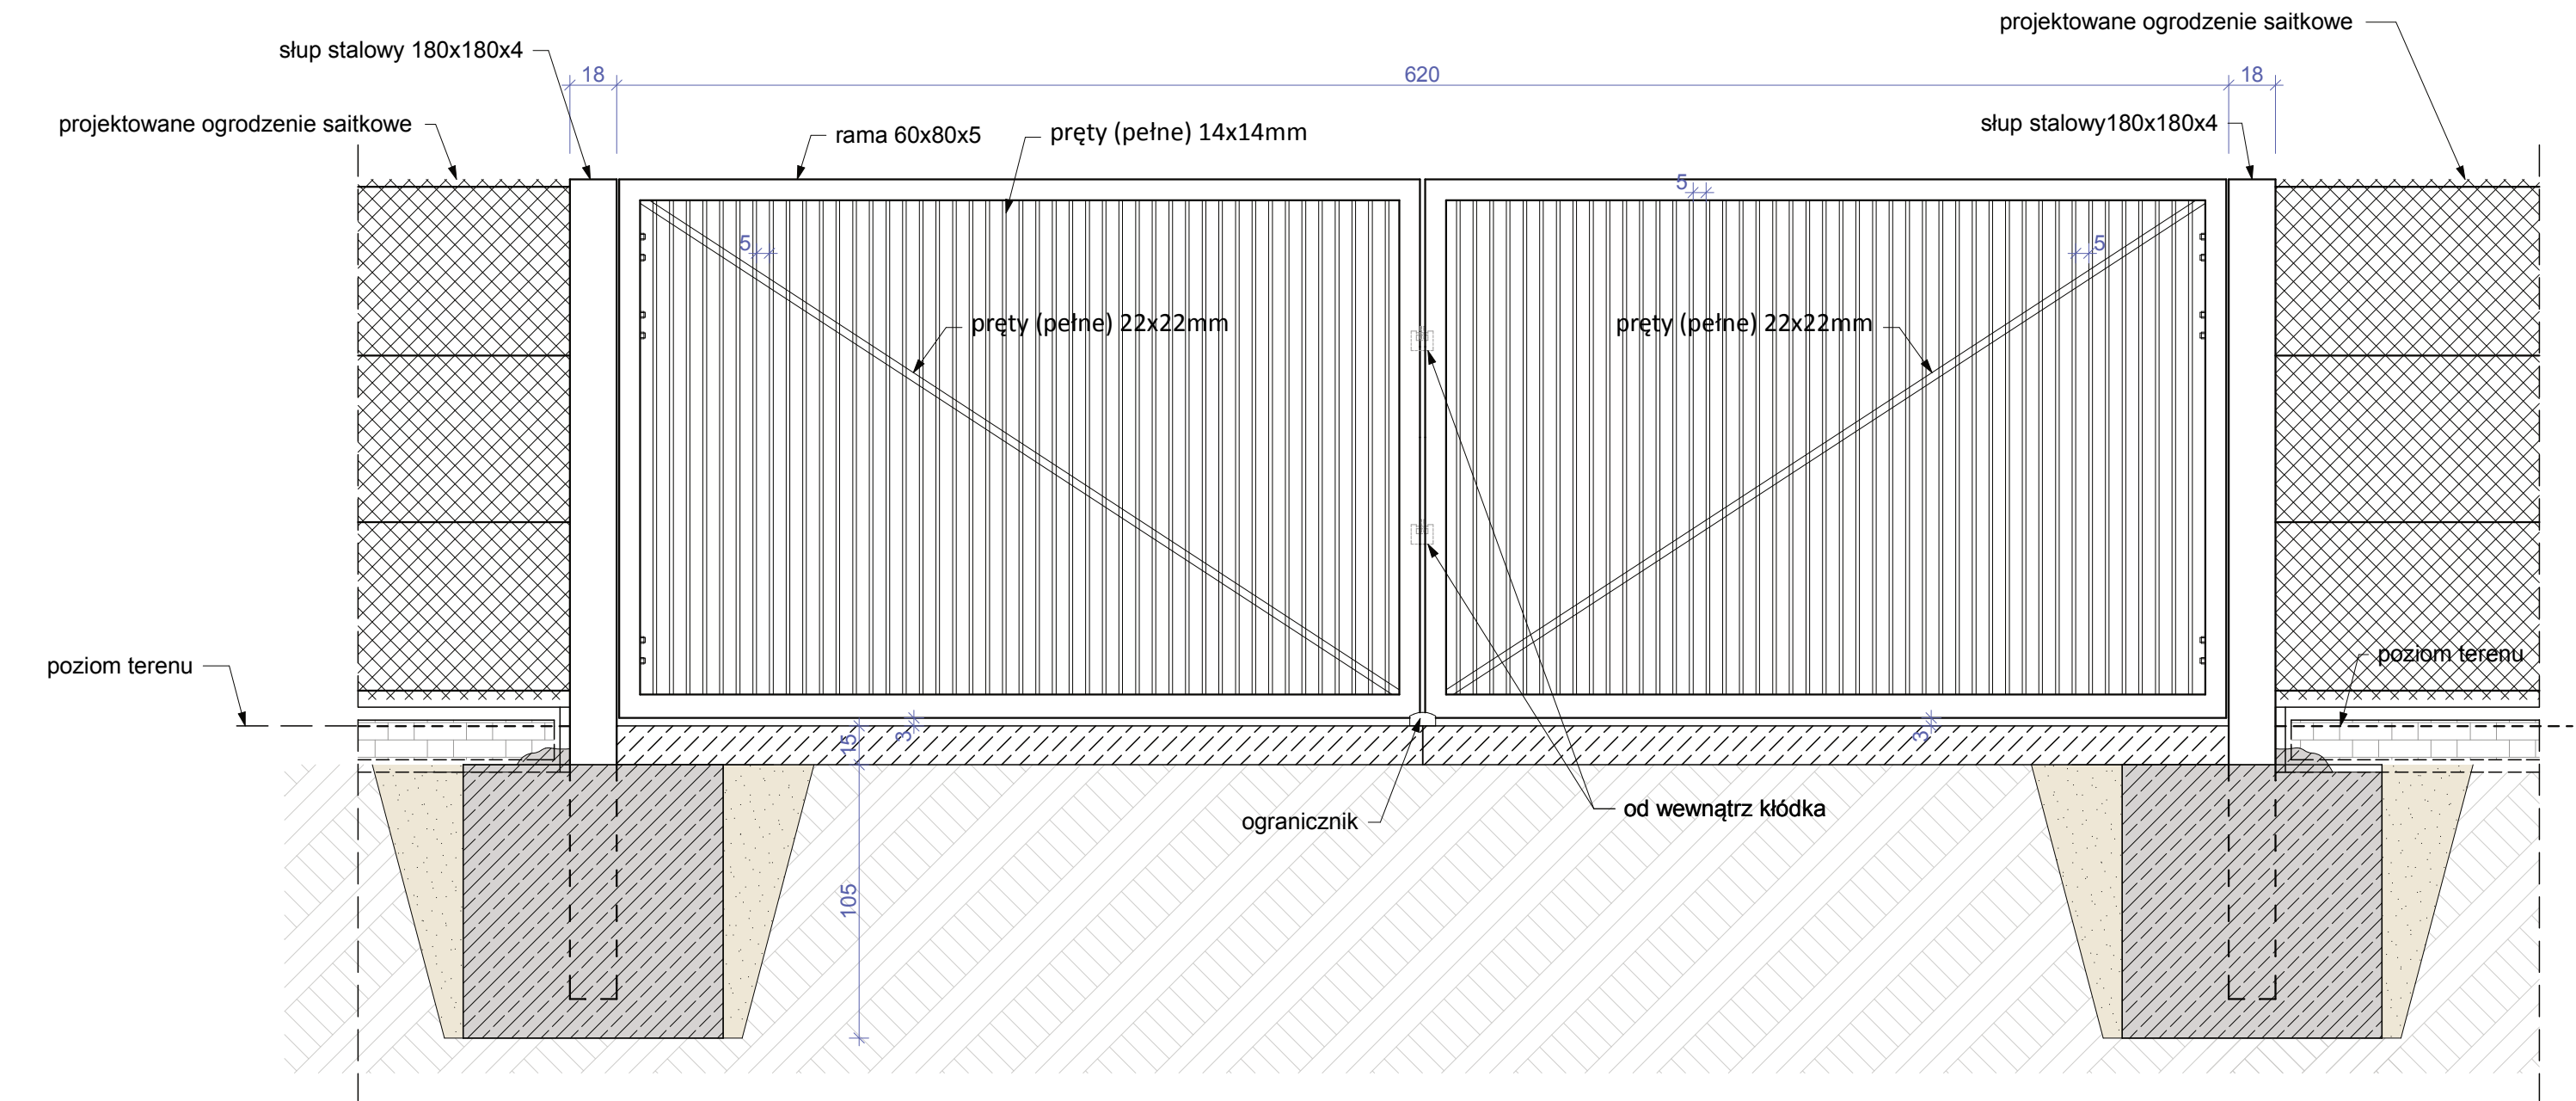 projektowane ogrodzenie saitkowe
słup stalowy 180x180x4
18
620
18
projektowane ogrodzenie saitkowe
rama 60x80x5
pręty (pełne) 14x14mm
słup stalowy180x180x4
5
5
5
pręty (pełne) 22x22mm
pręty (pełne) 22x22mm
poziom terenu
poziom terenu
15
3
3
od wewnątrz kłódka
ogranicznik
105